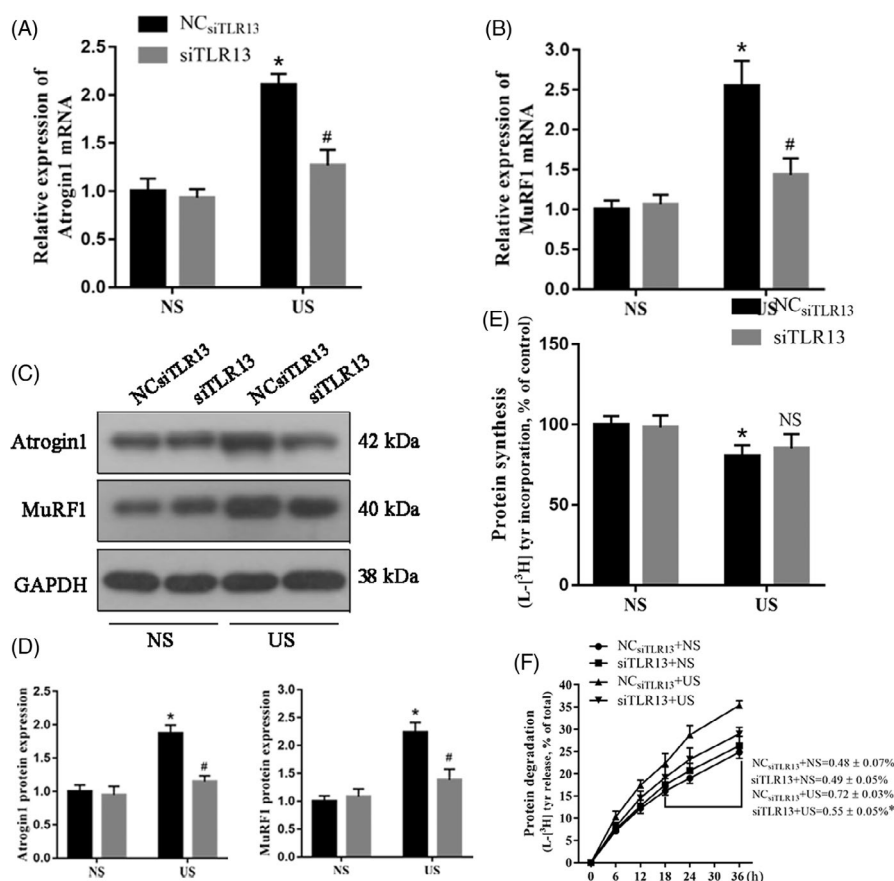 (A)
NCsiTLR13
siTLR13
Relative expression of
Atrogin1 mRNA
2.5
2.0
1.5
1.0
0.5
0.0
*
#
NS
US
(B)
Relative expression of
MuRF1 mRNA
3.0
2.5
2.0
1.5
1.0
0.5
0.0
*
#
NS
US
(C)
NCsiTLR13
siTLR13
NCsiTLR13
siTLR13
Atrogin1
42 kDa
MuRF1
40 kDa
GAPDH
38 kDa
NS
US
(E)
NCsiTLR13
siTLR13
Protein synthesis
(L-[³H] tyr incorporation, % of control)
150
100
50
0
*
NS
NS
US
(D)
Atrogin1 protein expression
2.5
2.0
1.5
1.0
0.5
0.0
*
#
NS
US
MuRF1 protein expression
3.0
2.5
2.0
1.5
1.0
0.5
0.0
*
#
NS
US
(F)
NCsiTLR13+NS
siTLR13+NS
NCsiTLR13+US
siTLR13+US
Protein degradation
(L-[³H] tyr release, % of total)
40
35
30
25
20
15
10
5
0
0 6 12 18 24 30 36(h)
NCsiTLR13+NS=0.48 ± 0.07%
siTLR13+NS=0.49 ± 0.05%
NCsiTLR13+US=0.72 ± 0.03%
siTLR13+US=0.55 ± 0.05%*